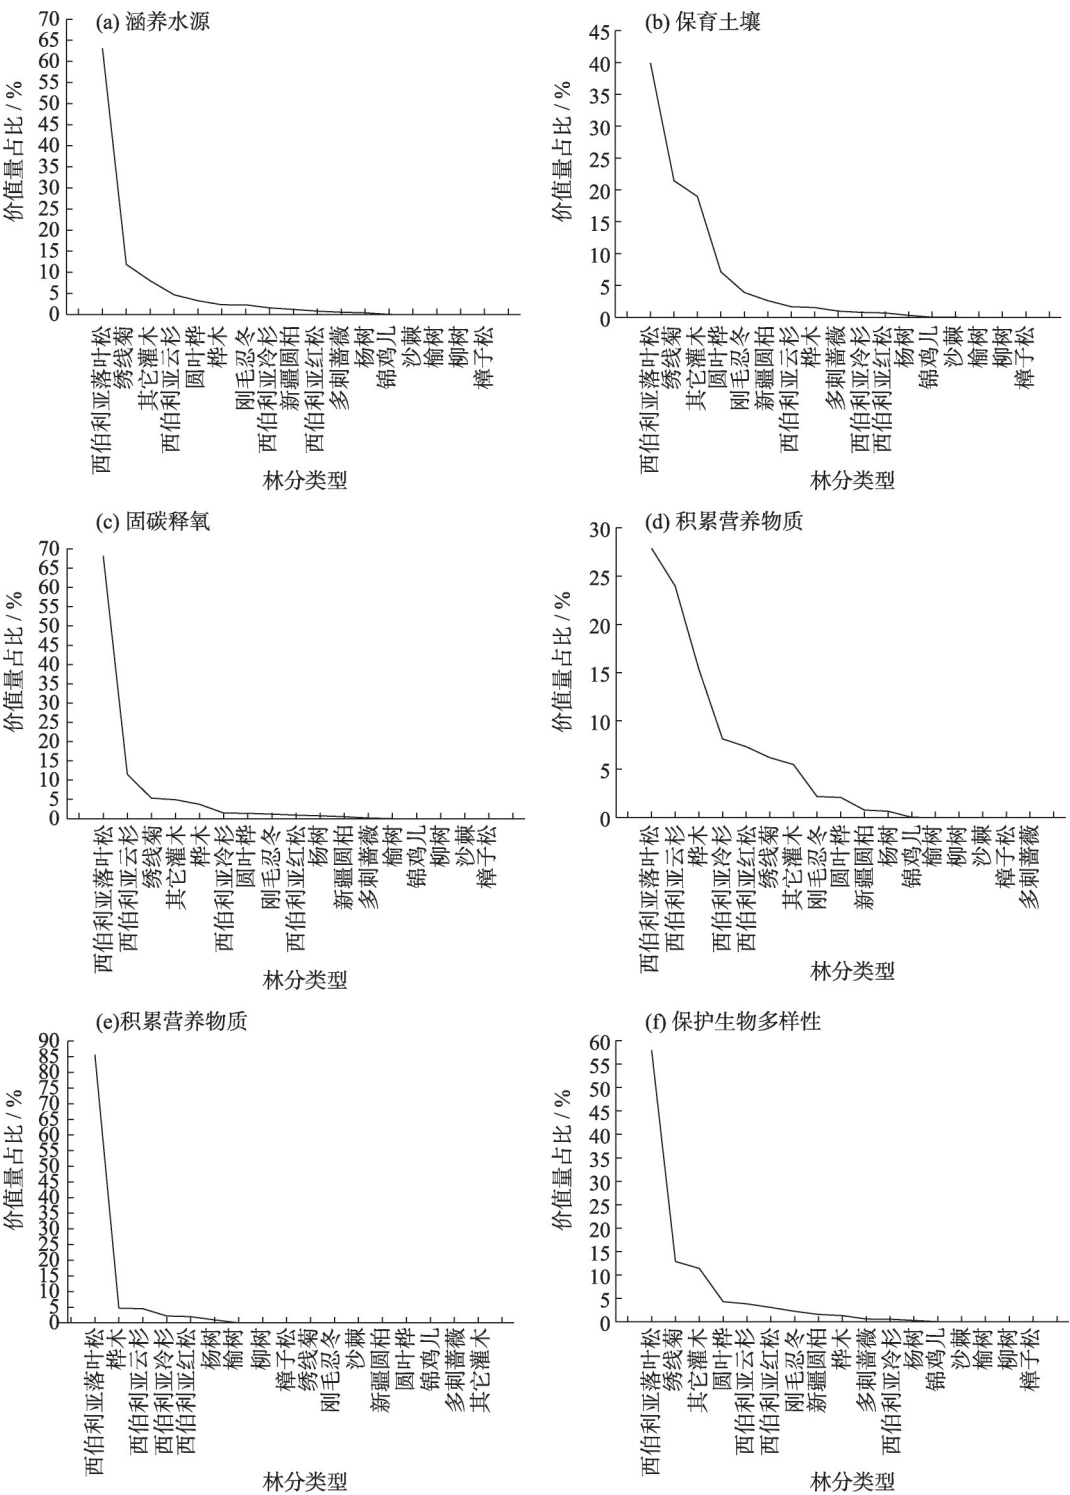 (a) 涵养水源
价值量占比 / %
70
65
60
55
50
45
40
35
30
25
20
15
10
5
0
西伯利亚落叶松
绣线菊
其它灌木
西伯利亚云杉
圆叶桦
桦木
刚毛忍冬
西伯利亚冷杉
新疆圆柏
西伯利亚红松
多刺蔷薇
杨树
锦鸡儿
沙棘
榆树
柳树
樟子松
林分类型
(b) 保育土壤
价值量占比 / %
45
40
35
30
25
20
15
10
5
0
西伯利亚落叶松
绣线菊
其它灌木
圆叶桦
刚毛忍冬
新疆圆柏
西伯利亚云杉
桦木
多刺蔷薇
西伯利亚冷杉
西伯利亚红松
杨树
锦鸡儿
沙棘
榆树
柳树
樟子松
林分类型
(c) 固碳释氧
价值量占比 / %
70
65
60
55
50
45
40
35
30
25
20
15
10
5
0
西伯利亚落叶松
西伯利亚云杉
绣线菊
其它灌木
桦木
西伯利亚冷杉
圆叶桦
刚毛忍冬
西伯利亚红松
杨树
新疆圆柏
多刺蔷薇
榆树
锦鸡儿
柳树
沙棘
樟子松
林分类型
(d) 积累营养物质
价值量占比 / %
30
25
20
15
10
5
0
西伯利亚落叶松
西伯利亚云杉
桦木
西伯利亚冷杉
西伯利亚红松
绣线菊
其它灌木
刚毛忍冬
圆叶桦
新疆圆柏
杨树
锦鸡儿
榆树
柳树
沙棘
樟子松
多刺蔷薇
林分类型
(e)积累营养物质
价值量占比 / %
90
85
80
75
70
65
60
55
50
45
40
35
30
25
20
15
10
5
0
西伯利亚落叶松
桦木
西伯利亚云杉
西伯利亚冷杉
西伯利亚红松
杨树
榆树
柳树
樟子松
绣线菊
刚毛忍冬
沙棘
新疆圆柏
圆叶桦
锦鸡儿
多刺蔷薇
其它灌木
林分类型
(f) 保护生物多样性
价值量占比 / %
60
55
50
45
40
35
30
25
20
15
10
5
0
西伯利亚落叶松
绣线菊
其它灌木
圆叶桦
西伯利亚云杉
西伯利亚红松
刚毛忍冬
新疆圆柏
桦木
多刺蔷薇
西伯利亚冷杉
杨树
锦鸡儿
沙棘
榆树
柳树
樟子松
林分类型